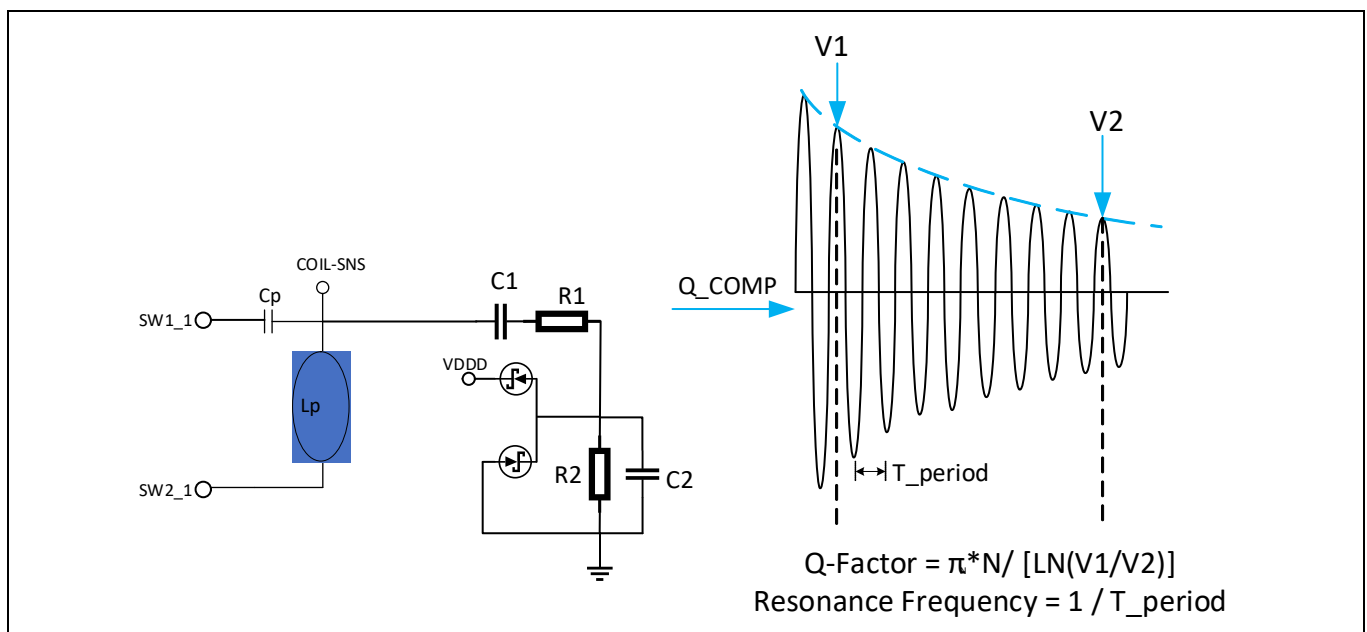 V1
V2
COIL-SNS
Cp
C1
R1
Q_COMP
SW1_1
VDDD
Lp
R2
C2
T_period
SW2_1
Q-Factor = π*N/ [LN(V1/V2)]
Resonance Frequency = 1 / T_period